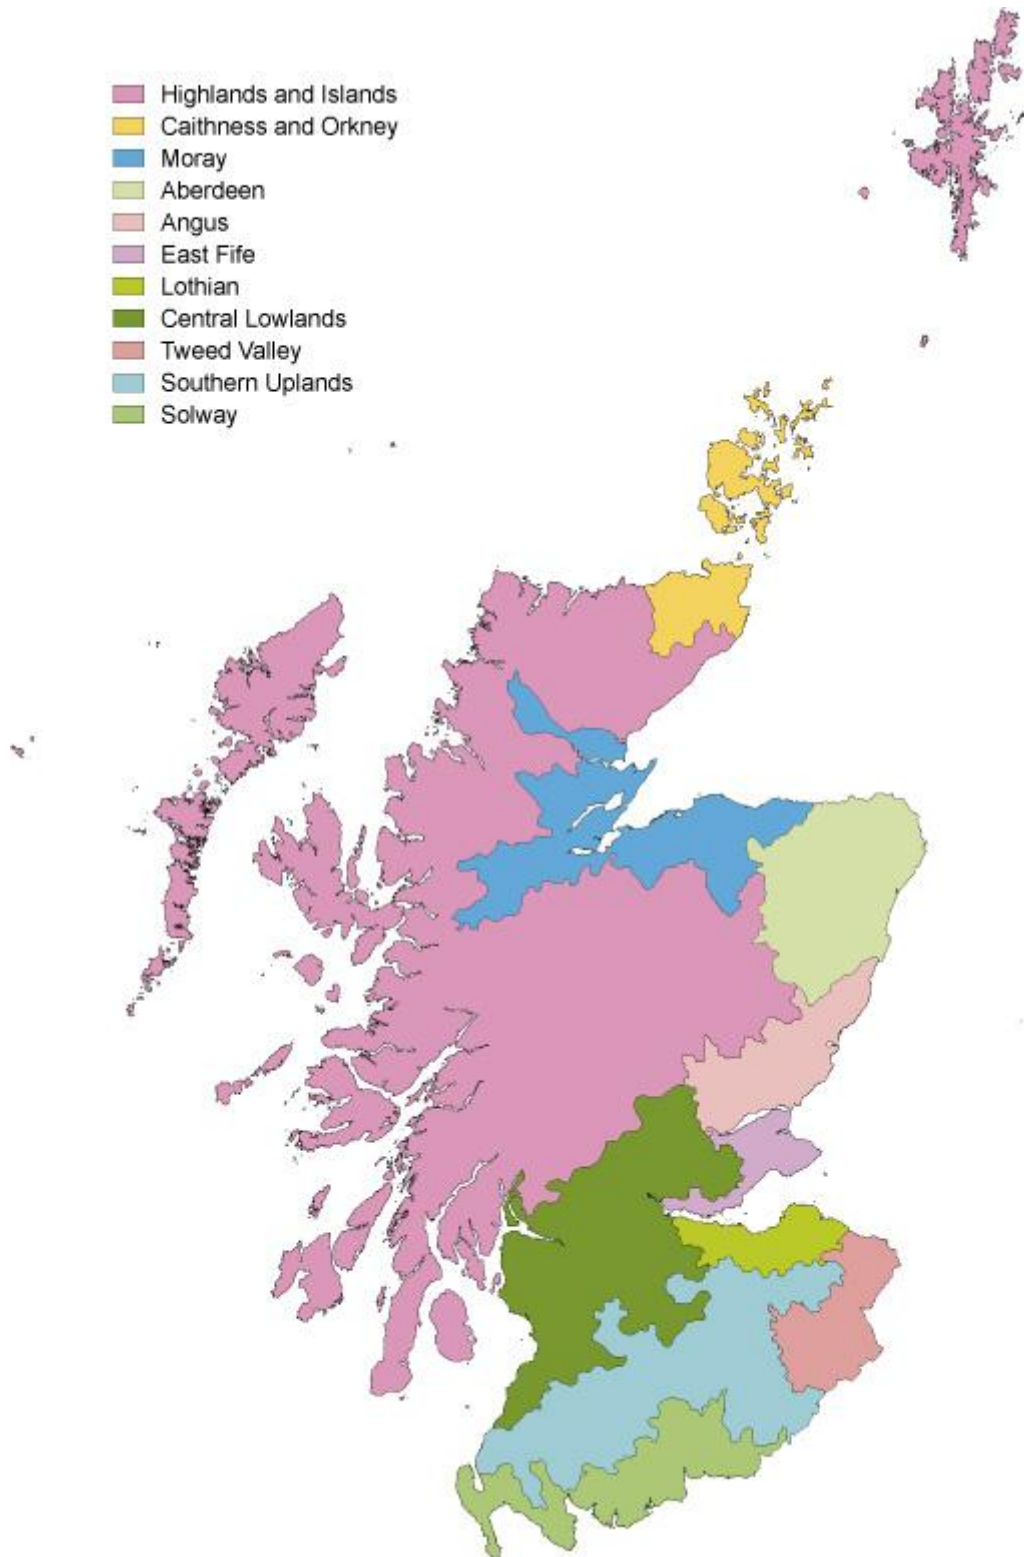 Highlands and Islands
Caithness and Orkney
Moray
Aberdeen
Angus
East Fife
Lothian
Central Lowlands
Tweed Valley
Southern Uplands
Solway